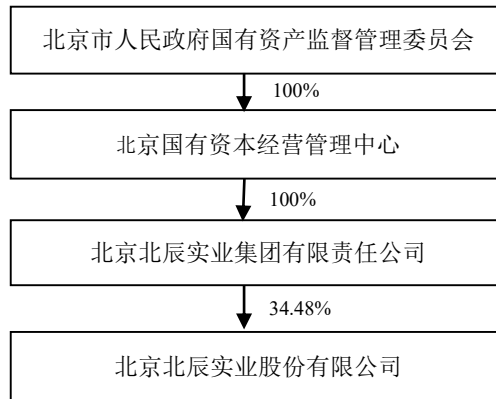 北京市人民政府国有资产监督管理委员会
100%
北京国有资本经营管理中心
100%
北京北辰实业集团有限责任公司
34.48%
北京北辰实业股份有限公司